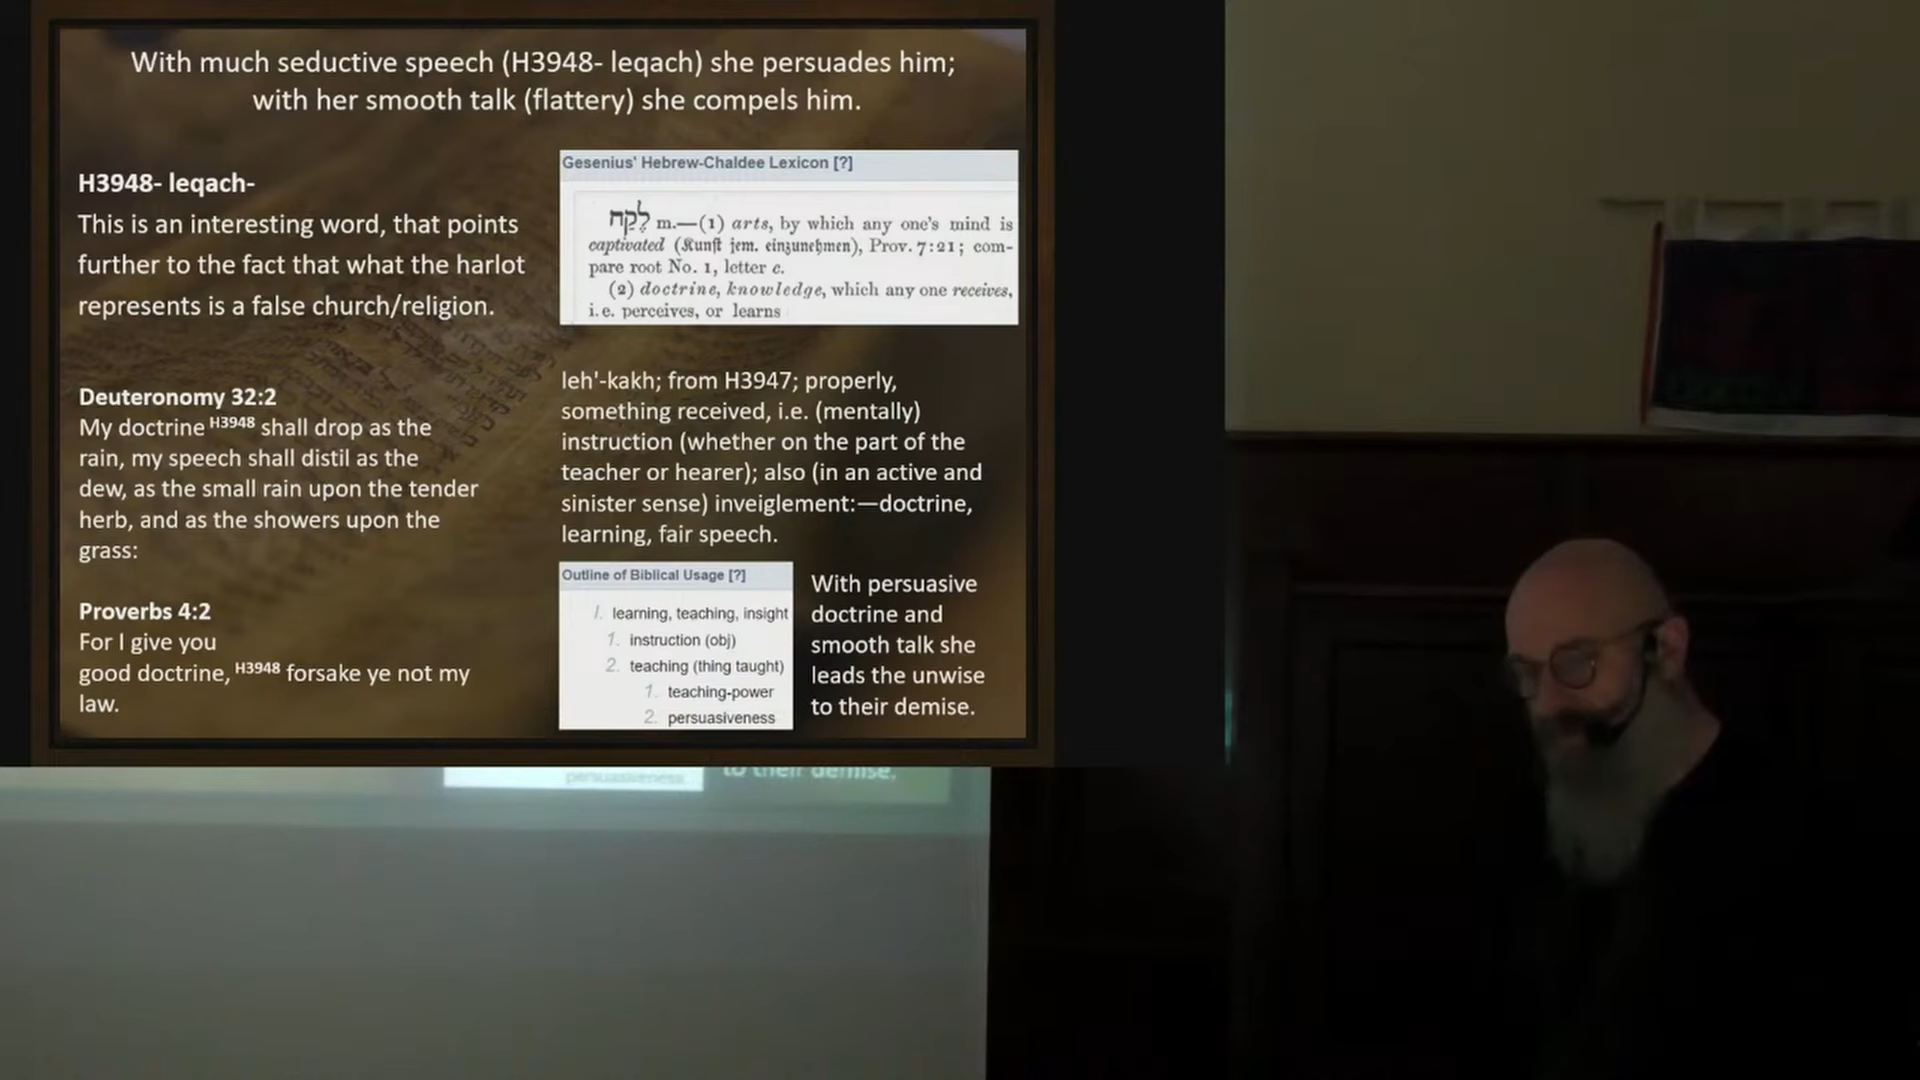 With much seductive speech (H3948- leqach) she persuades him;
with her smooth talk (flattery) she compels him.
H3948- leqach-
This is an interesting word, that points
further to the fact that what the harlot
represents is a false church/religion.
Deuteronomy 32:2
My doctrine H3948 shall drop as the
rain, my speech shall distil as the
dew, as the small rain upon the tender
herb, and as the showers upon the
grass:
Proverbs 4:2
For I give you
good doctrine, H3948 forsake ye not my
law.
Gesenius' Hebrew-Chaldee Lexicon [?]
לֶקַח m.—(1) arts, by which any one's mind is
captivated (Kunst jem. einzunehmen), Prov. 7:21; com-
pare root No. 1, letter c.
(2) doctrine, knowledge, which any one receives,
i.e. perceives, or learns
leh'-kakh; from H3947; properly,
something received, i.e. (mentally)
instruction (whether on the part of the
teacher or hearer); also (in an active and
sinister sense) inveiglement:—doctrine,
learning, fair speech.
Outline of Biblical Usage [?]
1. learning, teaching, insight
1. instruction (obj)
2. teaching (thing taught)
1. teaching-power
2. persuasiveness
With persuasive
doctrine and
smooth talk she
leads the unwise
to their demise.
persuasiveness
to their demise.